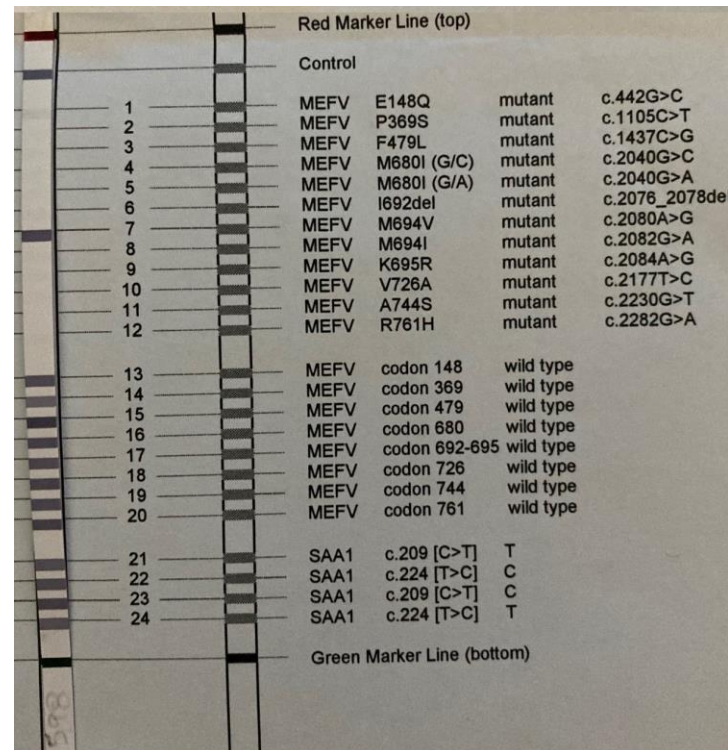 Red Marker Line (top)
Control
1 MEFV E148Q mutant c.442G>C
2 MEFV P369S mutant c.1105C>T
3 MEFV F479L mutant c.1437C>G
4 MEFV M680I (G/C) mutant c.2040G>C
5 MEFV M680I (G/A) mutant c.2040G>A
6 MEFV I692del mutant c.2076_2078de
7 MEFV M694V mutant c.2080A>G
8 MEFV M694I mutant c.2082G>A
9 MEFV K695R mutant c.2084A>G
10 MEFV V726A mutant c.2177T>C
11 MEFV A744S mutant c.2230G>T
12 MEFV R761H mutant c.2282G>A
13 MEFV codon 148 wild type
14 MEFV codon 369 wild type
15 MEFV codon 479 wild type
16 MEFV codon 680 wild type
17 MEFV codon 692-695 wild type
18 MEFV codon 726 wild type
19 MEFV codon 744 wild type
20 MEFV codon 761 wild type
21 SAA1 c.209 [C>T] T
22 SAA1 c.224 [T>C] C
23 SAA1 c.209 [C>T] C
24 SAA1 c.224 [T>C] T
Green Marker Line (bottom)
598